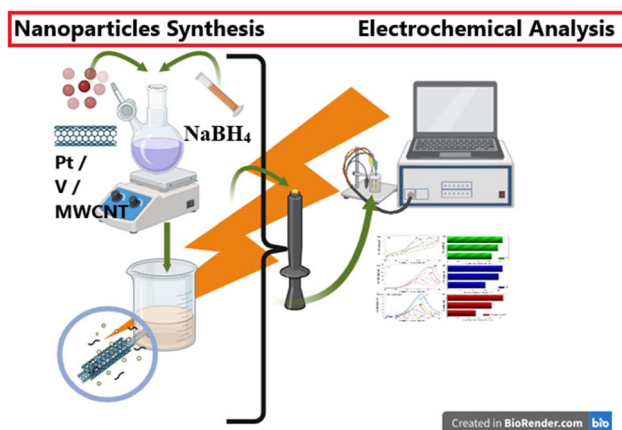 Nanoparticles Synthesis
Electrochemical Analysis
NaBH₄
Pt /
V /
MWCNT
Created in BioRender.com bio